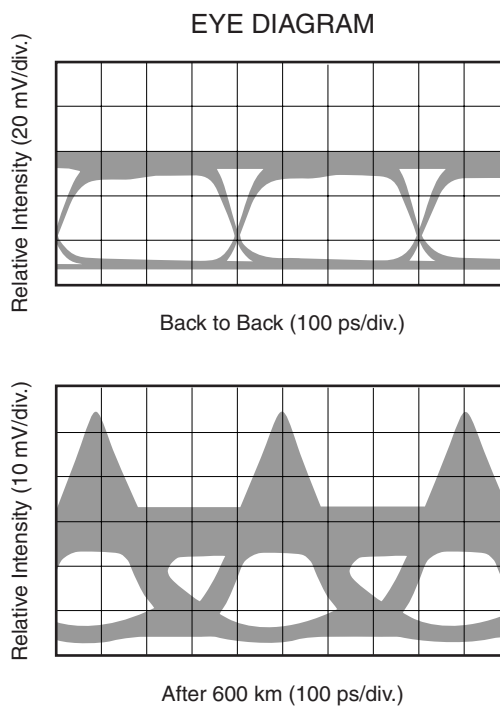 EYE DIAGRAM
Relative Intensity (20 mV/div.)
Back to Back (100 ps/div.)
Relative Intensity (10 mV/div.)
After 600 km (100 ps/div.)